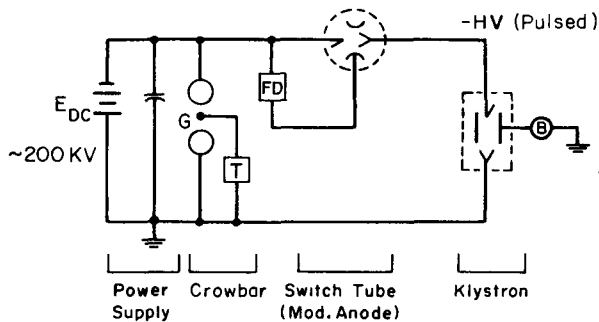 -HV (Pulsed)
E DC
~200 KV
G
FD
T
B
Power Supply
Crowbar
Switch Tube
(Mod. Anode)
Klystron